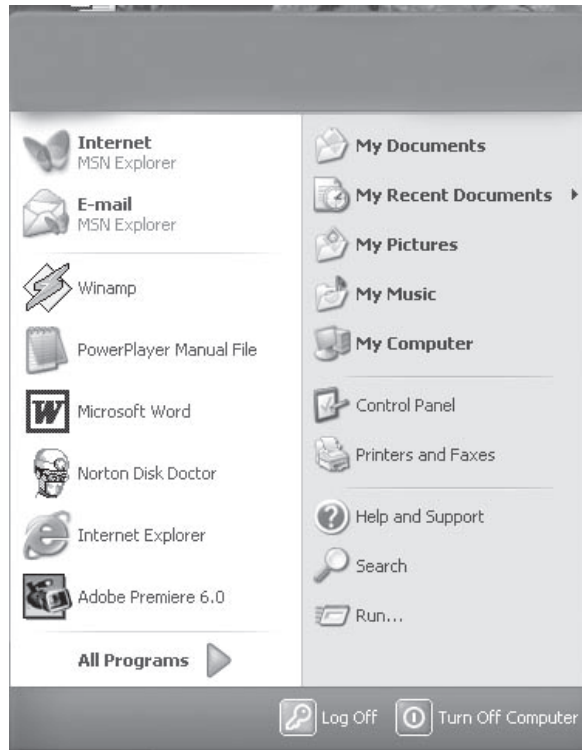 Internet
MSN Explorer
E-mail
MSN Explorer
Winamp
PowerPlayer Manual File
Microsoft Word
Norton Disk Doctor
Internet Explorer
Adobe Premiere 6.0
All Programs
My Documents
My Recent Documents
My Pictures
My Music
My Computer
Control Panel
Printers and Faxes
Help and Support
Search
Run...
Log Off
Turn Off Computer